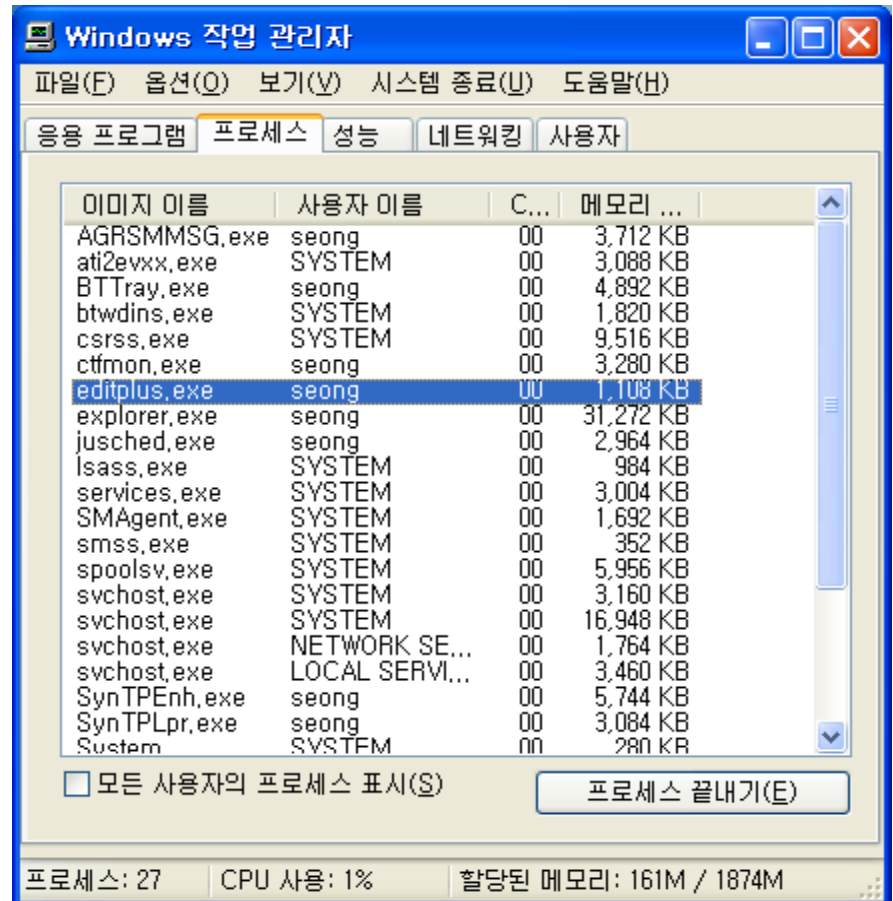 Windows 작업 관리자
파일(F) 옵션(O) 보기(V) 시스템 종료(U) 도움말(H)
응용 프로그램 프로세스 성능 네트워킹 사용자
이미지 이름 사용자 이름 C... 메모리 ...
AGRSMMSG.exe seong 00 3,712 KB
ati2evxx.exe SYSTEM 00 3,088 KB
BTTray.exe seong 00 4,892 KB
btwdins.exe SYSTEM 00 1,820 KB
csrss.exe SYSTEM 00 9,516 KB
ctfmon.exe seong 00 3,280 KB
editplus.exe seong 00 1,108 KB
explorer.exe seong 00 31,272 KB
jusched.exe seong 00 2,964 KB
lsass.exe SYSTEM 00 984 KB
services.exe SYSTEM 00 3,004 KB
SMAgent.exe SYSTEM 00 1,692 KB
smss.exe SYSTEM 00 352 KB
spoolsv.exe SYSTEM 00 5,956 KB
svchost.exe SYSTEM 00 3,160 KB
svchost.exe SYSTEM 00 16,948 KB
svchost.exe NETWORK SE... 00 1,764 KB
svchost.exe LOCAL SERVI... 00 3,460 KB
SynTPEnh.exe seong 00 5,744 KB
SynTPLpr.exe seong 00 3,084 KB
System SYSTEM 00 280 KB
모든 사용자의 프로세스 표시(S) 프로세스 끝내기(E)
프로세스: 27 CPU 사용: 1% 할당된 메모리: 161M / 1874M